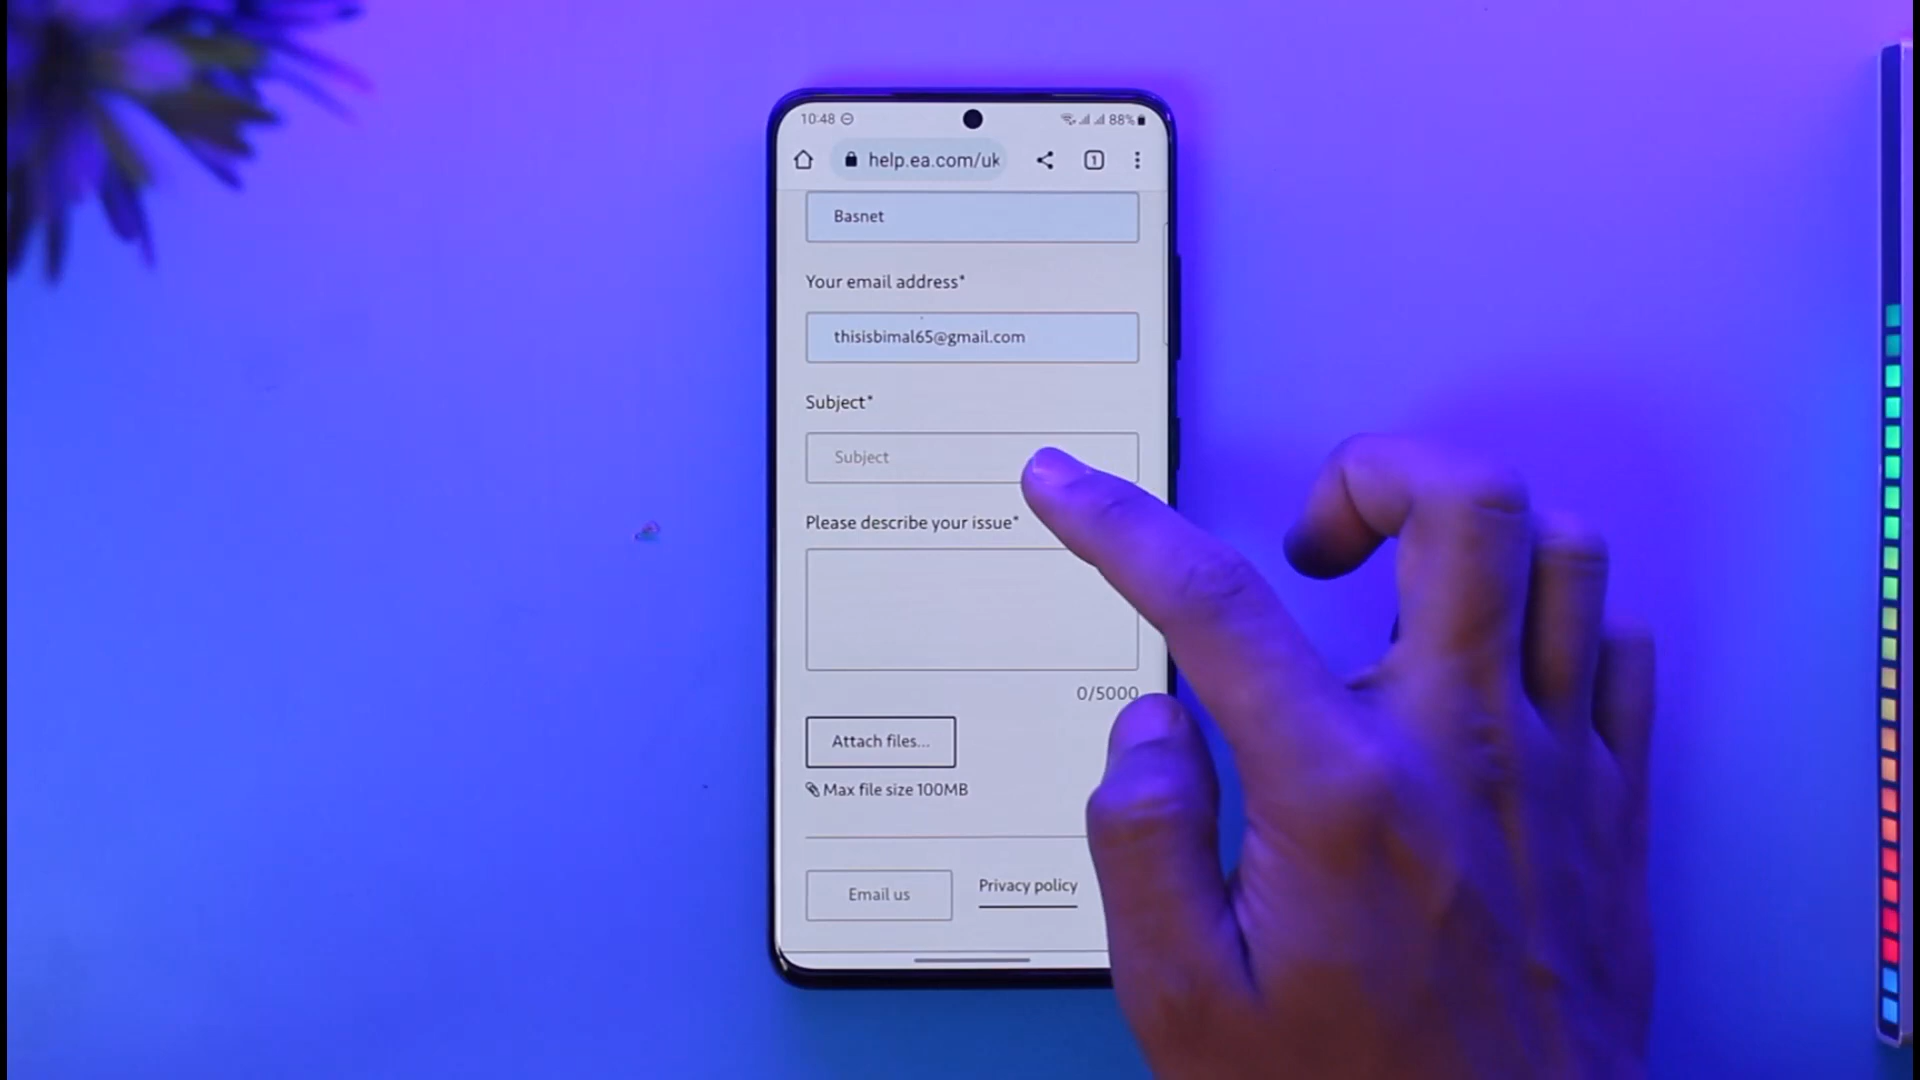 10:48
88%
help.ea.com/uk
1
Basnet
Your email address*
thisisbimal65@gmail.com
Subject*
Subject
Please describe your issue*
0/5000
Attach files...
Max file size 100MB
Email us
Privacy policy